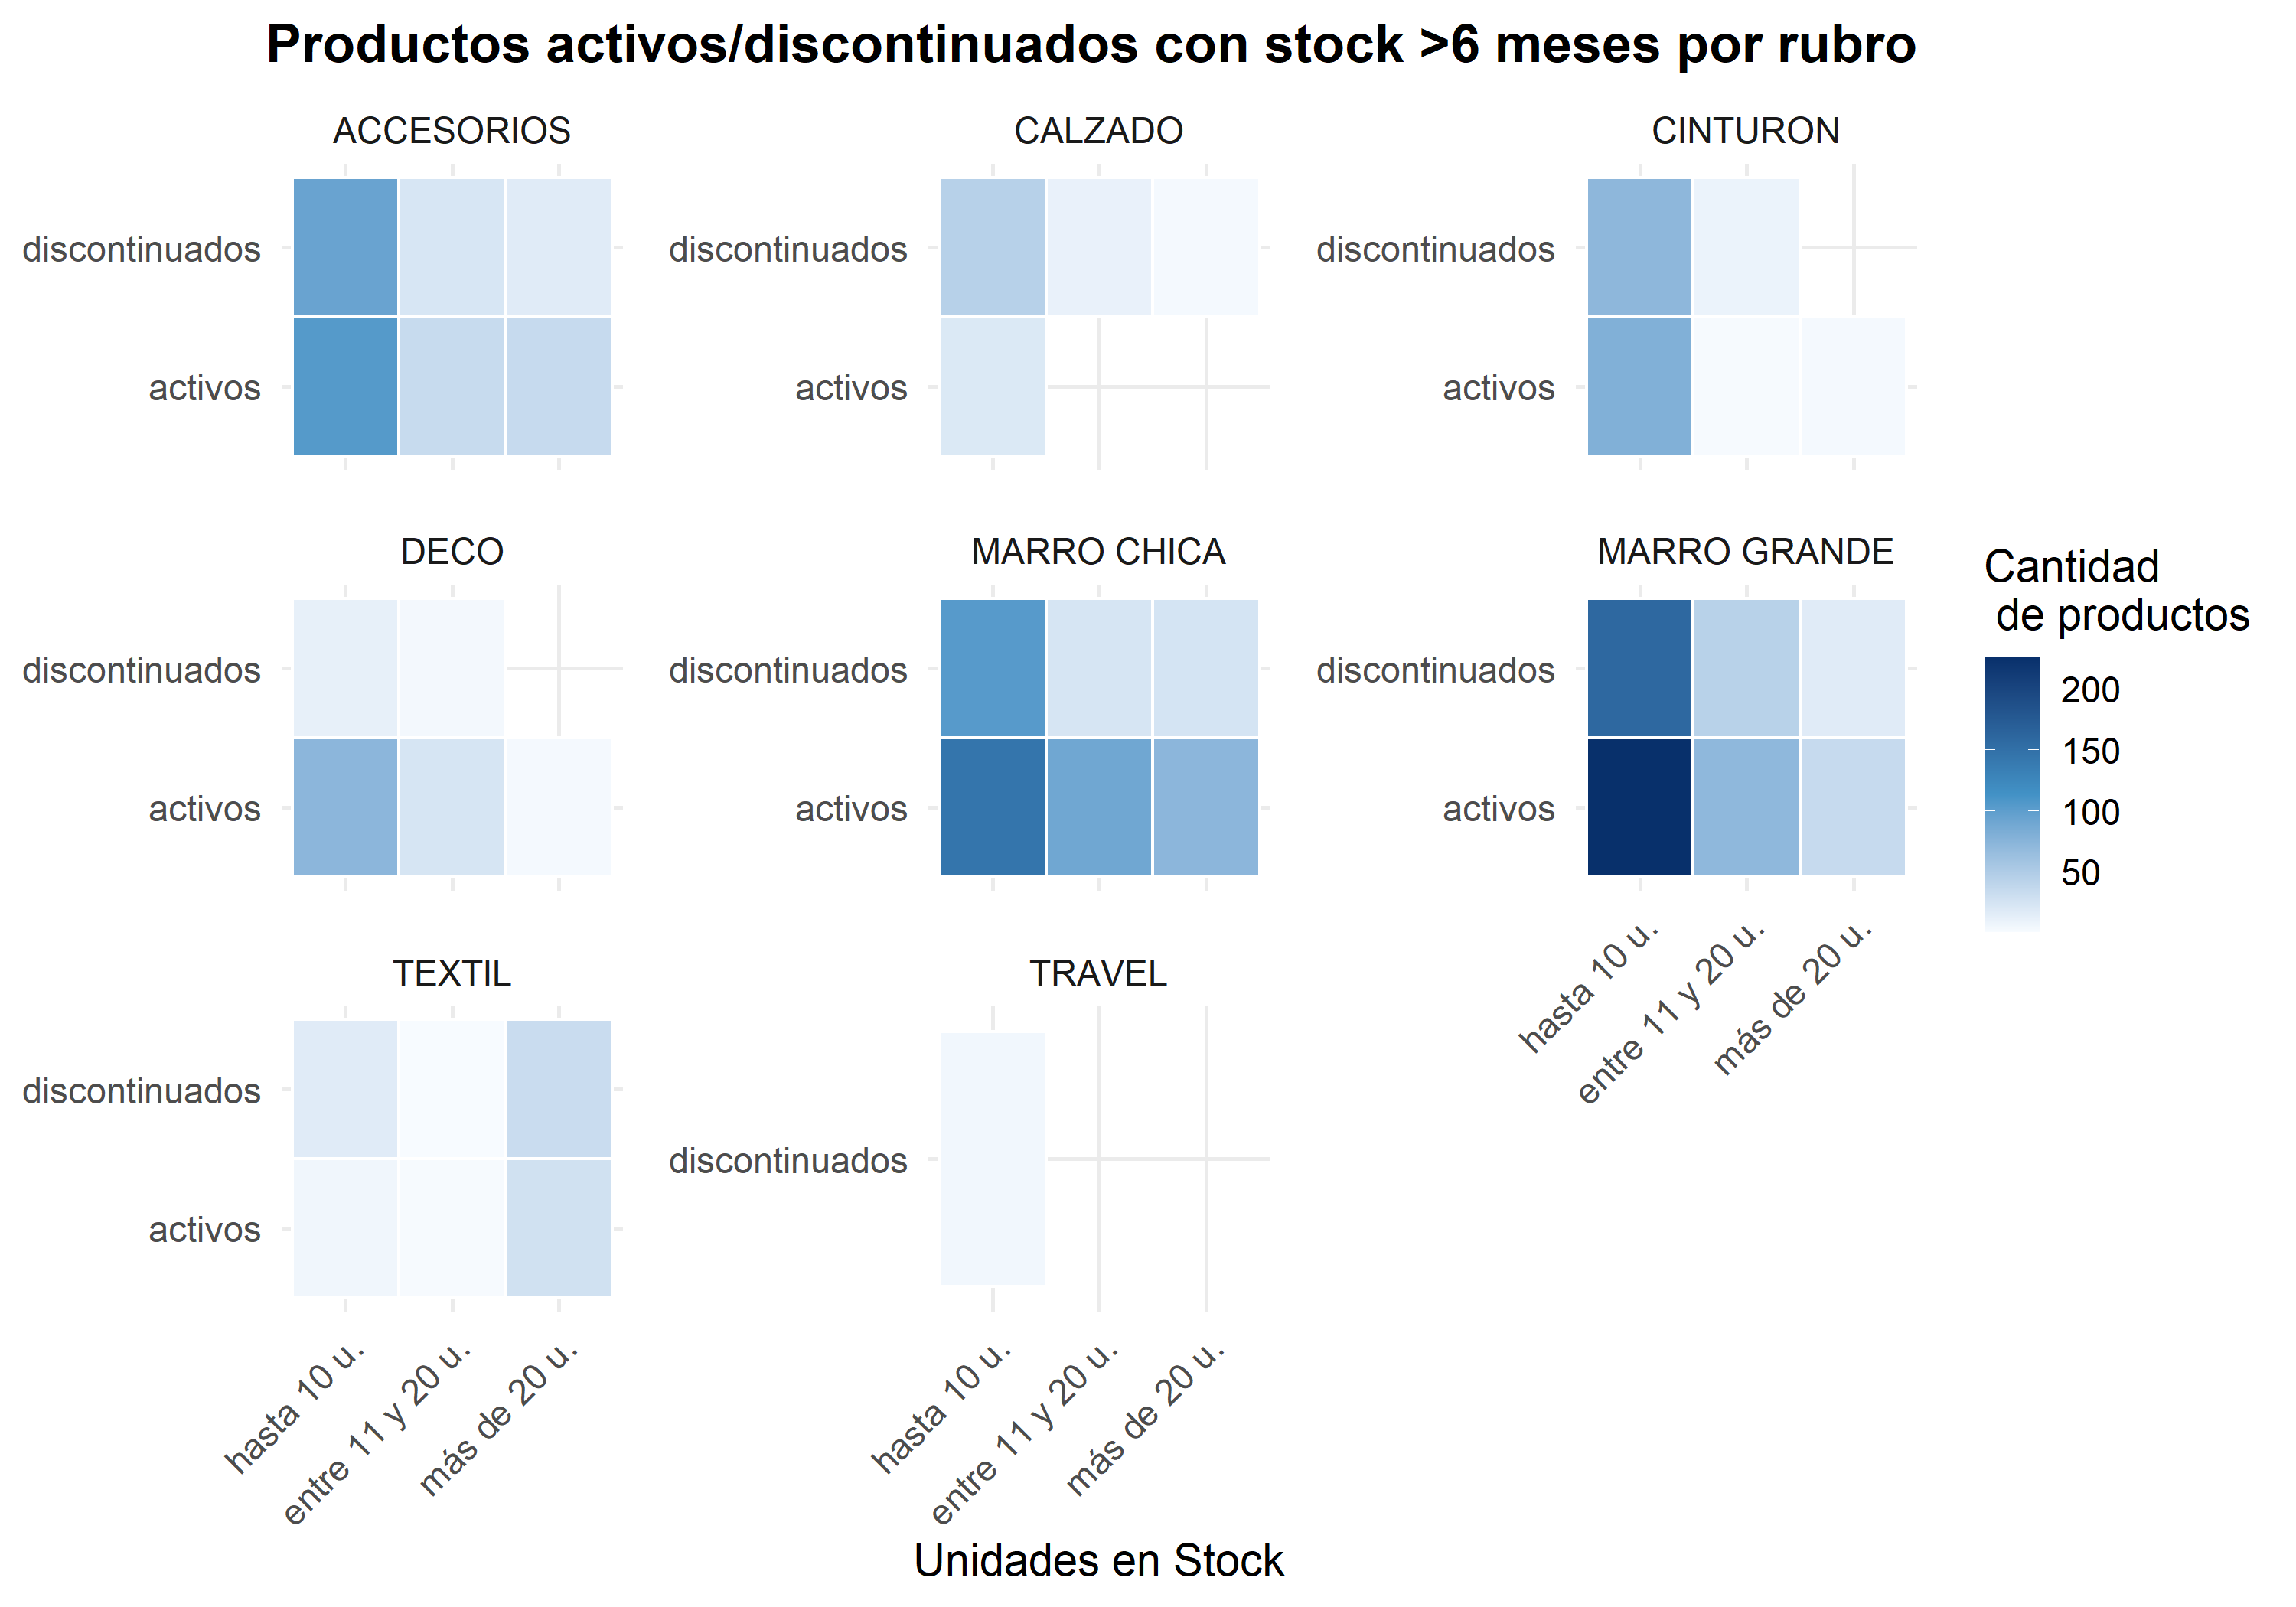 Productos activos/discontinuados con stock >6 meses por rubro
ACCESORIOS
discontinuados
activos
CALZADO
discontinuados
activos
CINTURON
discontinuados
activos
DECO
discontinuados
activos
MARRO CHICA
discontinuados
activos
MARRO GRANDE
discontinuados
activos
hasta 10 u.
entre 11 y 20 u.
más de 20 u.
Cantidad
de productos
200
150
100
50
TEXTIL
discontinuados
activos
hasta 10 u.
entre 11 y 20 u.
más de 20 u.
TRAVEL
discontinuados
hasta 10 u.
entre 11 y 20 u.
más de 20 u.
Unidades en Stock